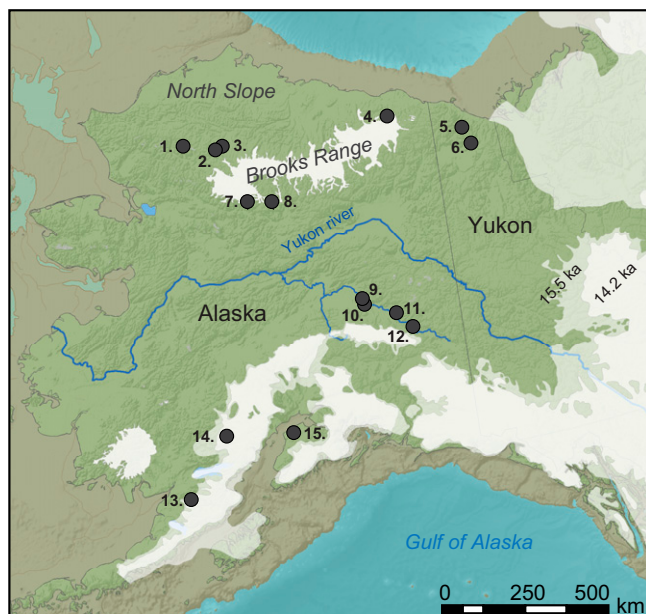 North Slope
4.
5.
1.
3.
2.
6.
Brooks Range
7.
8.
Yukon river
Yukon
15.5 ka
14.2 ka
9.
10.
11.
Alaska
12.
14.
15.
13.
Gulf of Alaska
0 250 500
km